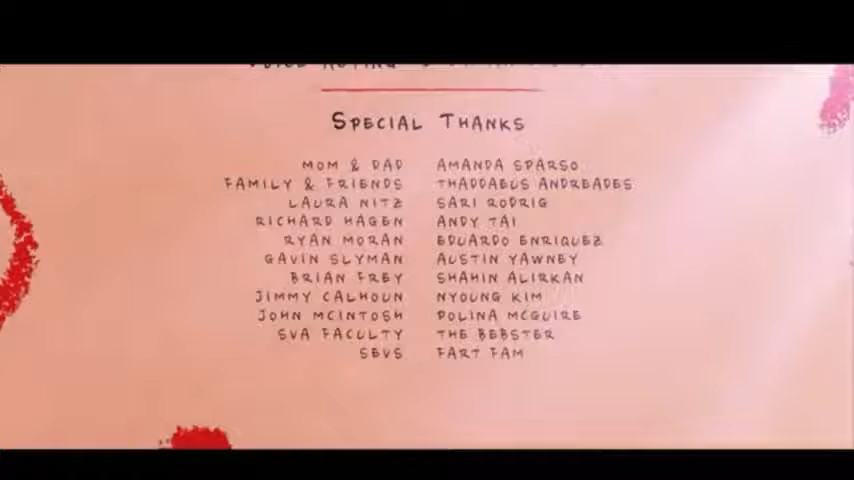 SPECIAL THANKS
MOM & DAD AMANDA SPARSO
FAMILY & FRIENDS THADDAEUS ANDREADES
LAURA NITZ SARI RODRIG
RICHARD HAGEN ANDY TAI
RYAN MORAN EDUARDO ENRIQUEZ
GAVIN SLYMAN AUSTIN YAWNEY
BRIAN FREY SHAHIN ALIRKAN
JIMMY CALHOUN NYOUNG KIM
JOHN MCINTOSH POLINA MCGUIRE
SVA FACULTY THE BEBSTER
SEVS FART FAM